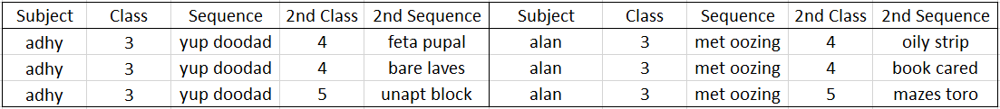 Subject Class Sequence 2nd Class 2nd Sequence Subject Class Sequence 2nd Class 2nd Sequence
adhy 3 yup doodad 4 feta pupal alan 3 met oozing 4 oily strip
adhy 3 yup doodad 4 bare laves alan 3 met oozing 4 book cared
adhy 3 yup doodad 5 unapt block alan 3 met oozing 5 mazes toro